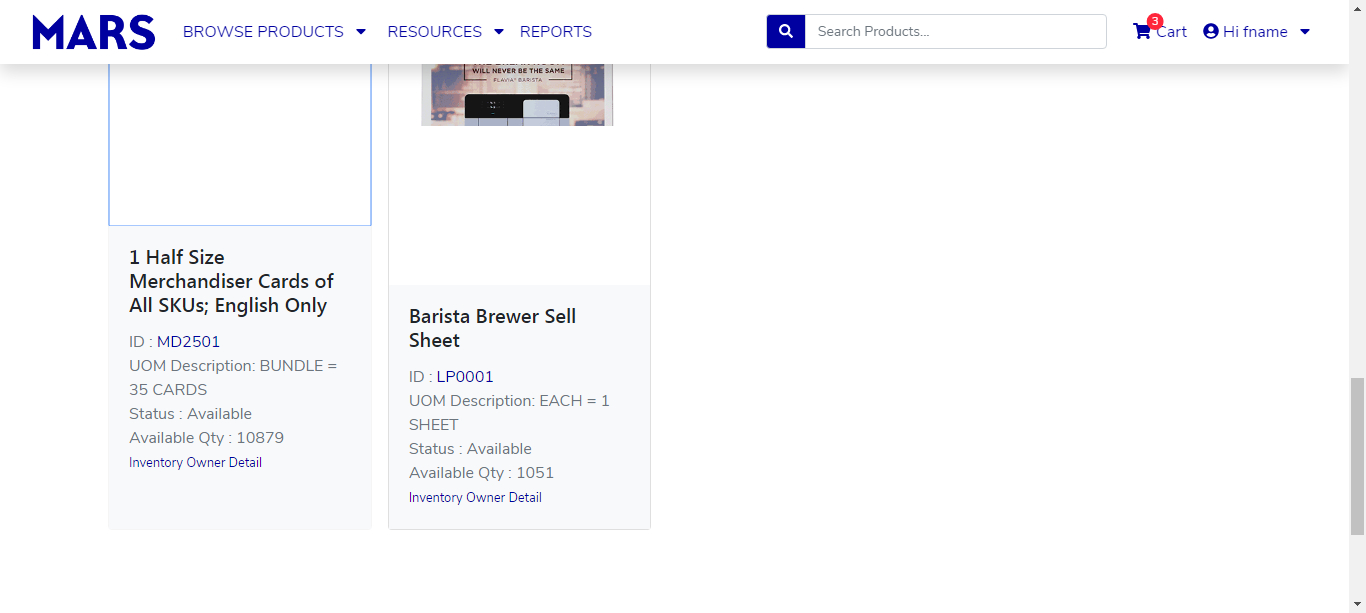 MARS
BROWSE PRODUCTS
RESOURCES
REPORTS
Search Products...
3
Cart
Hi fname
WILL NEVER BE THE SAME
FLAVIA BARISTA
1 Half Size
Merchandiser Cards of
All SKUs; English Only
ID : MD2501
UOM Description: BUNDLE =
35 CARDS
Status : Available
Available Qty : 10879
Inventory Owner Detail
Barista Brewer Sell
Sheet
ID : LP0001
UOM Description: EACH = 1
SHEET
Status : Available
Available Qty : 1051
Inventory Owner Detail